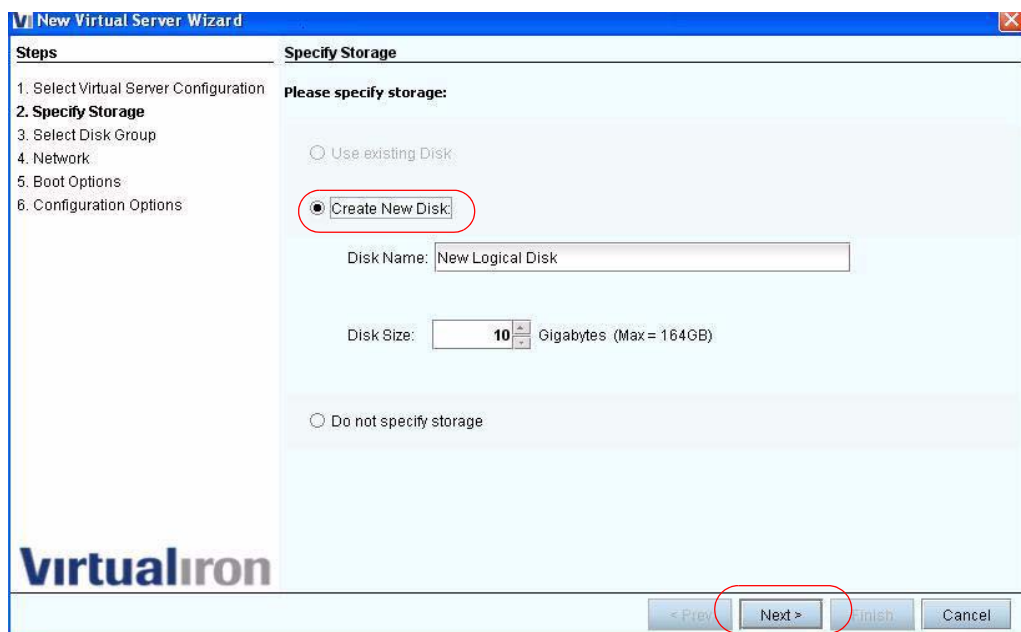 VI New Virtual Server Wizard
Steps
1. Select Virtual Server Configuration
2. Specify Storage
3. Select Disk Group
4. Network
5. Boot Options
6. Configuration Options
Specify Storage
Please specify storage:
Use existing Disk
Create New Disk:
Disk Name: New Logical Disk
Disk Size: 10 Gigabytes (Max = 164GB)
Do not specify storage
Virtualiron
< Prev Next > Finish Cancel